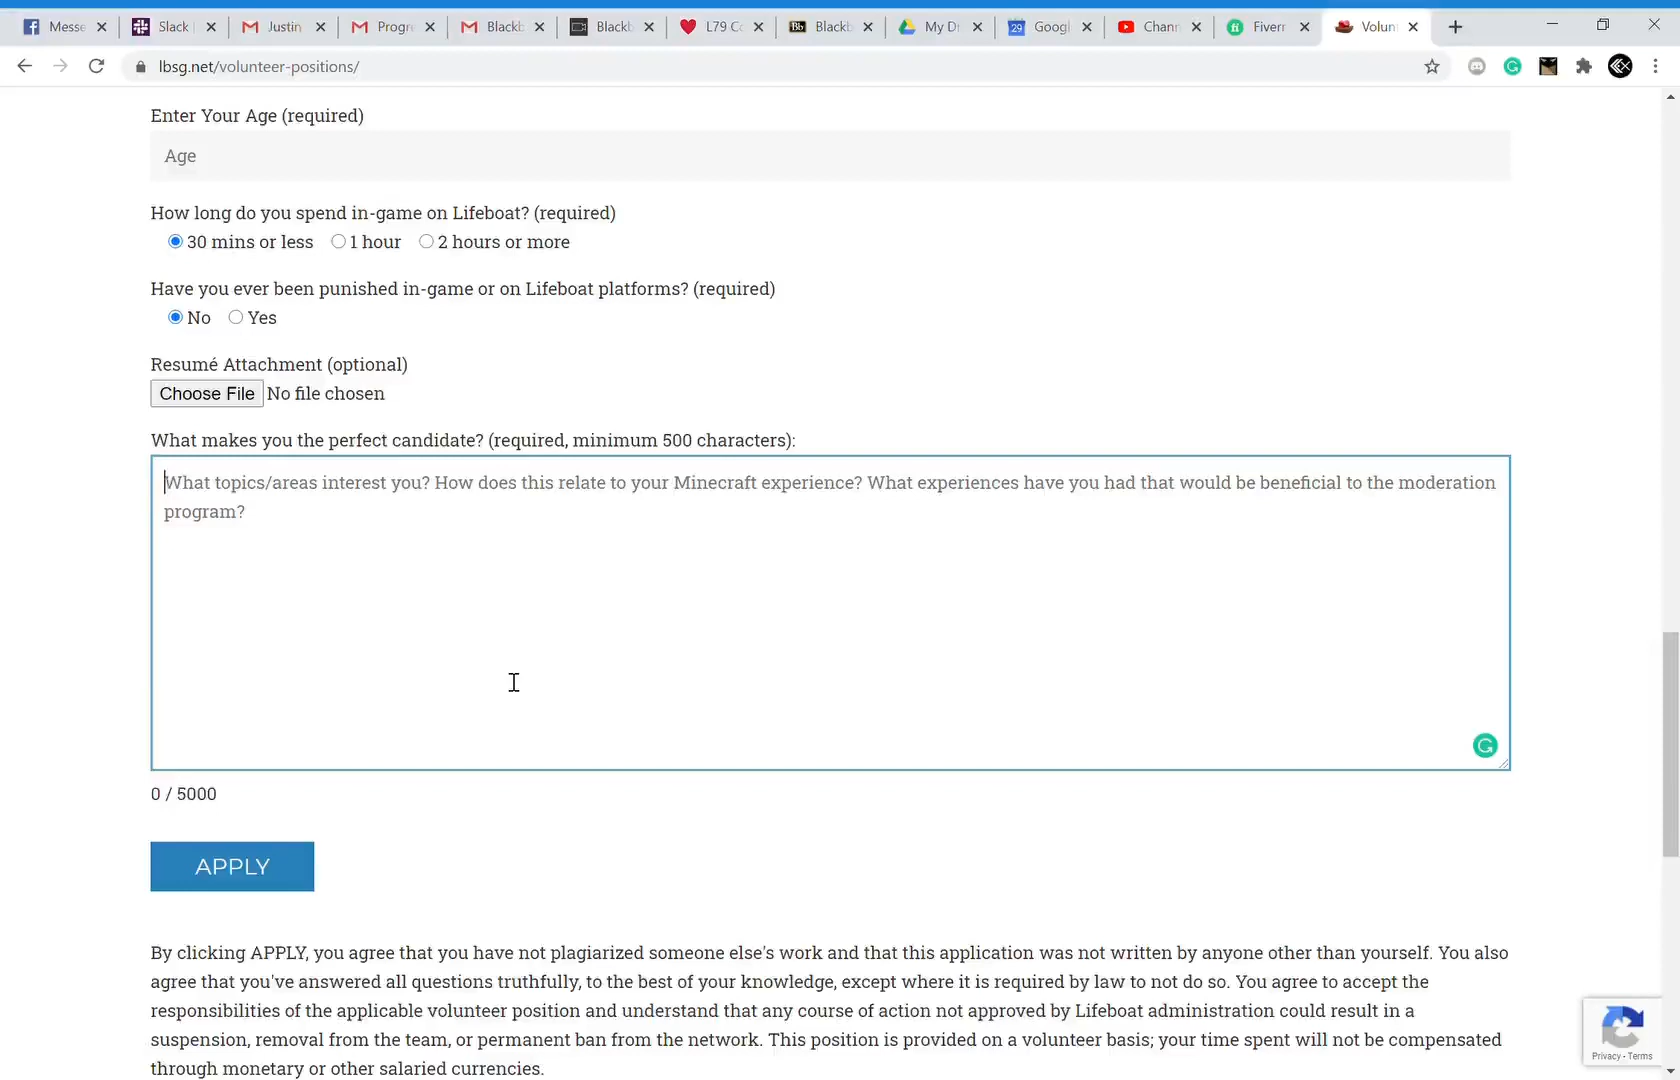 Messe
Slack
Justin
Progre
Blackb
Blackb
L79 Co
Blackb
My Dr
Googl
Chann
Fiverr
Volun
lbsg.net/volunteer-positions/
Enter Your Age (required)
Age
How long do you spend in-game on Lifeboat? (required)
30 mins or less 1 hour 2 hours or more
Have you ever been punished in-game or on Lifeboat platforms? (required)
No Yes
Resumé Attachment (optional)
Choose File No file chosen
What makes you the perfect candidate? (required, minimum 500 characters):
What topics/areas interest you? How does this relate to your Minecraft experience? What experiences have you had that would be beneficial to the moderation
program?
0 / 5000
APPLY
By clicking APPLY, you agree that you have not plagiarized someone else's work and that this application was not written by anyone other than yourself. You also
agree that you've answered all questions truthfully, to the best of your knowledge, except where it is required by law to not do so. You agree to accept the
responsibilities of the applicable volunteer position and understand that any course of action not approved by Lifeboat administration could result in a
suspension, removal from the team, or permanent ban from the network. This position is provided on a volunteer basis; your time spent will not be compensated
through monetary or other salaried currencies.
Privacy - Terms